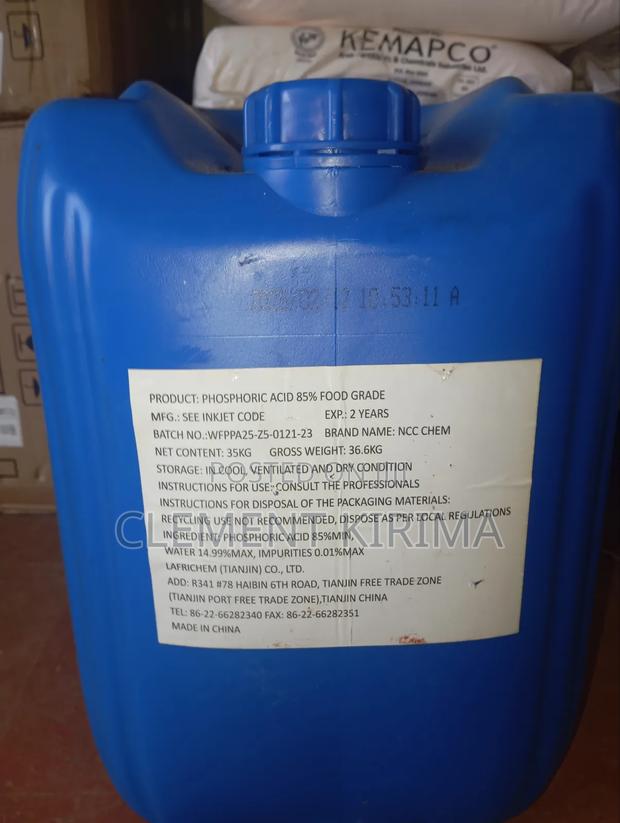 KEMAPCO
10:53:11 A
PRODUCT: PHOSPHORIC ACID 85% FOOD GRADE
MFG.: SEE INKJET CODE EXP.: 2 YEARS
BATCH NO.:WFPPA25-Z5-0121-23 BRAND NAME: NCC CHEM
NET CONTENT: 35KG GROSS WEIGHT: 36.6KG
STORAGE: IN COOL, VENTILATED AND DRY CONDITION
POSTED ON
INSTRUCTIONS FOR USE: CONSULT THE PROFESSIONALS
INSTRUCTIONS FOR DISPOSAL OF THE PACKAGING MATERIALS:
RECYCLING USE NOT RECOMMENDED, DISPOSE AS PER LOCAL REGULATIONS
CLEMENT KIRIMA
INGREDIENT: PHOSPHORIC ACID 85%MIN,
WATER 14.99%MAX, IMPURITIES 0.01%MAX
LAFRICHEM (TIANJIN) CO., LTD.
ADD: R341 #78 HAIBIN 6TH ROAD, TIANJIN FREE TRADE ZONE
(TIANJIN PORT FREE TRADE ZONE),TIANJIN CHINA
TEL: 86-22-66282340 FAX: 86-22-66282351
MADE IN CHINA